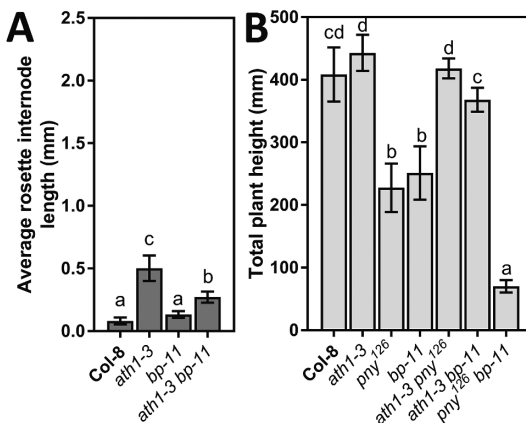 A
Average rosette internode
length (mm)
2.5
2.0
1.5
1.0
0.5
0.0
a
c
a
b
Col-8
ath1-3
bp-11
ath1-3 bp-11
B
Total plant height (mm)
500
400
300
200
100
0
cd
d
b
b
d
c
a
Col-8
ath1-3
pny¹²⁶
bp-11
ath1-3 pny¹²⁶
ath1-3 bp-11
pny¹²⁶ bp-11